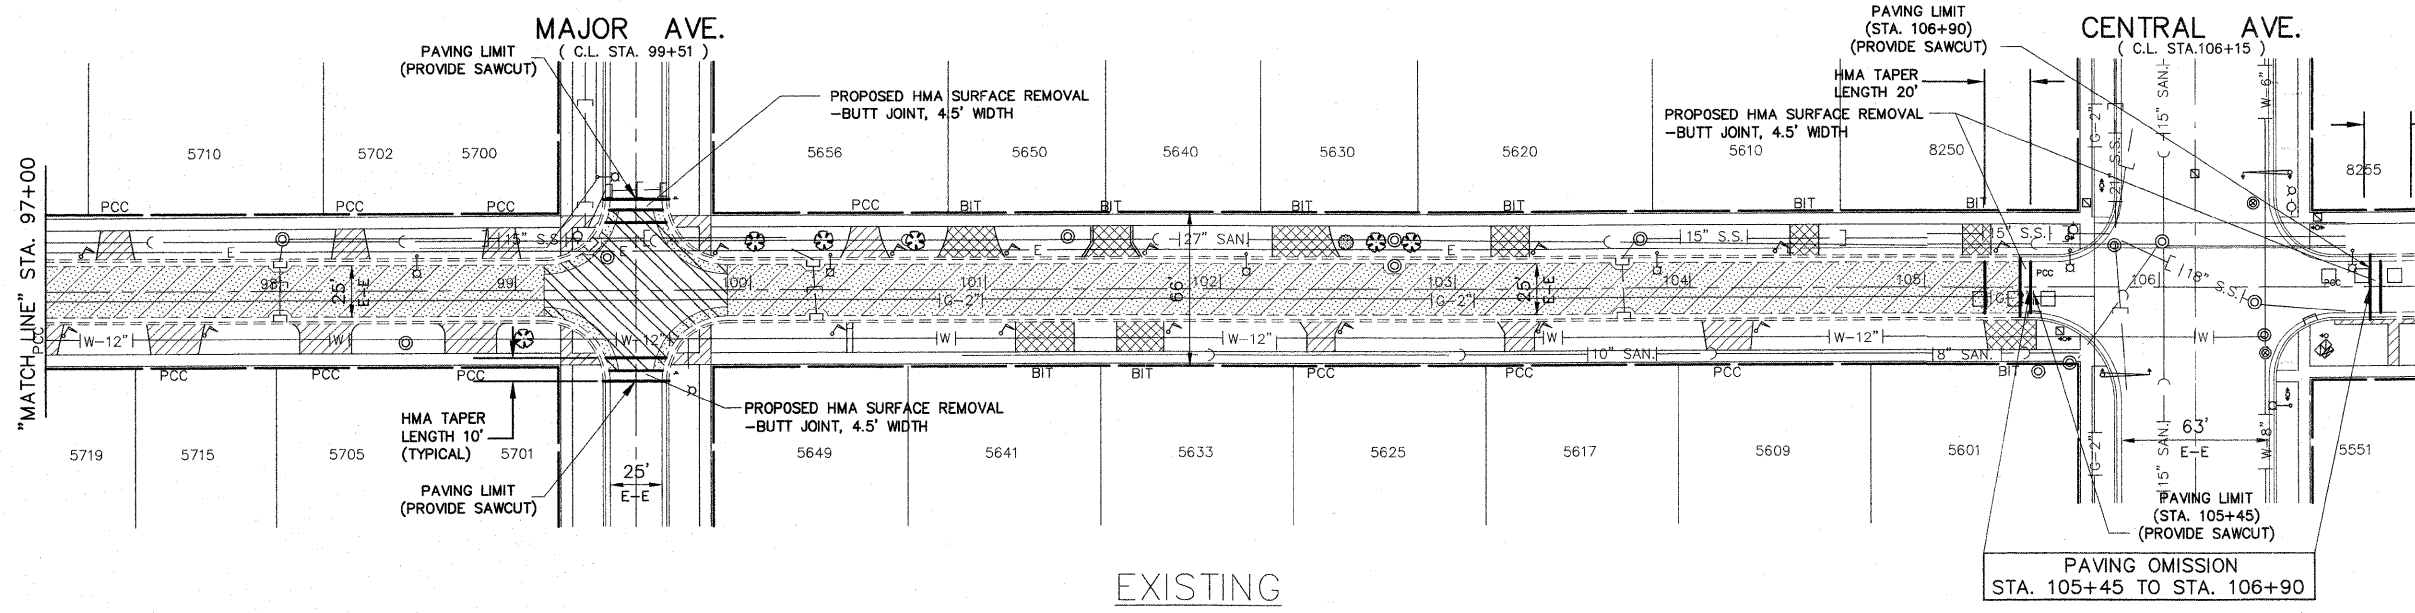 MAJOR AVE.
( C.L. STA. 99+51 )
PAVING LIMIT
(PROVIDE SAWCUT)
PROPOSED HMA SURFACE REMOVAL
-BUTT JOINT, 4.5' WIDTH
PAVING LIMIT
(STA. 106+90)
(PROVIDE SAWCUT)
CENTRAL AVE.
( C.L. STA.106+15 )
HMA TAPER
LENGTH 20'
PROPOSED HMA SURFACE REMOVAL
-BUTT JOINT, 4.5' WIDTH
G-2"
21" S.S.
15" SAN.
W-6"
5710
5702
5700
5656
5650
5640
5630
5620
5610
8250
8255
"MATCH LINE" STA. 97+00
PCC
PCC
PCC
PCC
BIT
BIT
BIT
BIT
BIT
BIT
E
15" S.S.
E
E
27" SAN.
15" S.S.
E
15" S.S.
98
25'
E-E
99
100
101
G-2"
66'
102
103
G-2"
25'
E-E
104
105
G
PCC
106
18" S.S.
PCC
PCC
W-12"
W
W-12"
W
W-12"
W
W-12"
W
10" SAN.
8" SAN.
PCC
PCC
PCC
BIT
BIT
PCC
PCC
PCC
BIT
HMA TAPER
LENGTH 10'
(TYPICAL)
PROPOSED HMA SURFACE REMOVAL
-BUTT JOINT, 4.5' WIDTH
5719
5715
5705
5701
5649
5641
5633
5625
5617
5609
5601
5551
25'
E-E
63'
E-E
G-2"
15" SAN.
W-8"
PAVING LIMIT
(PROVIDE SAWCUT)
PAVING LIMIT
(STA. 105+45)
(PROVIDE SAWCUT)
PAVING OMISSION
STA. 105+45 TO STA. 106+90
EXISTING